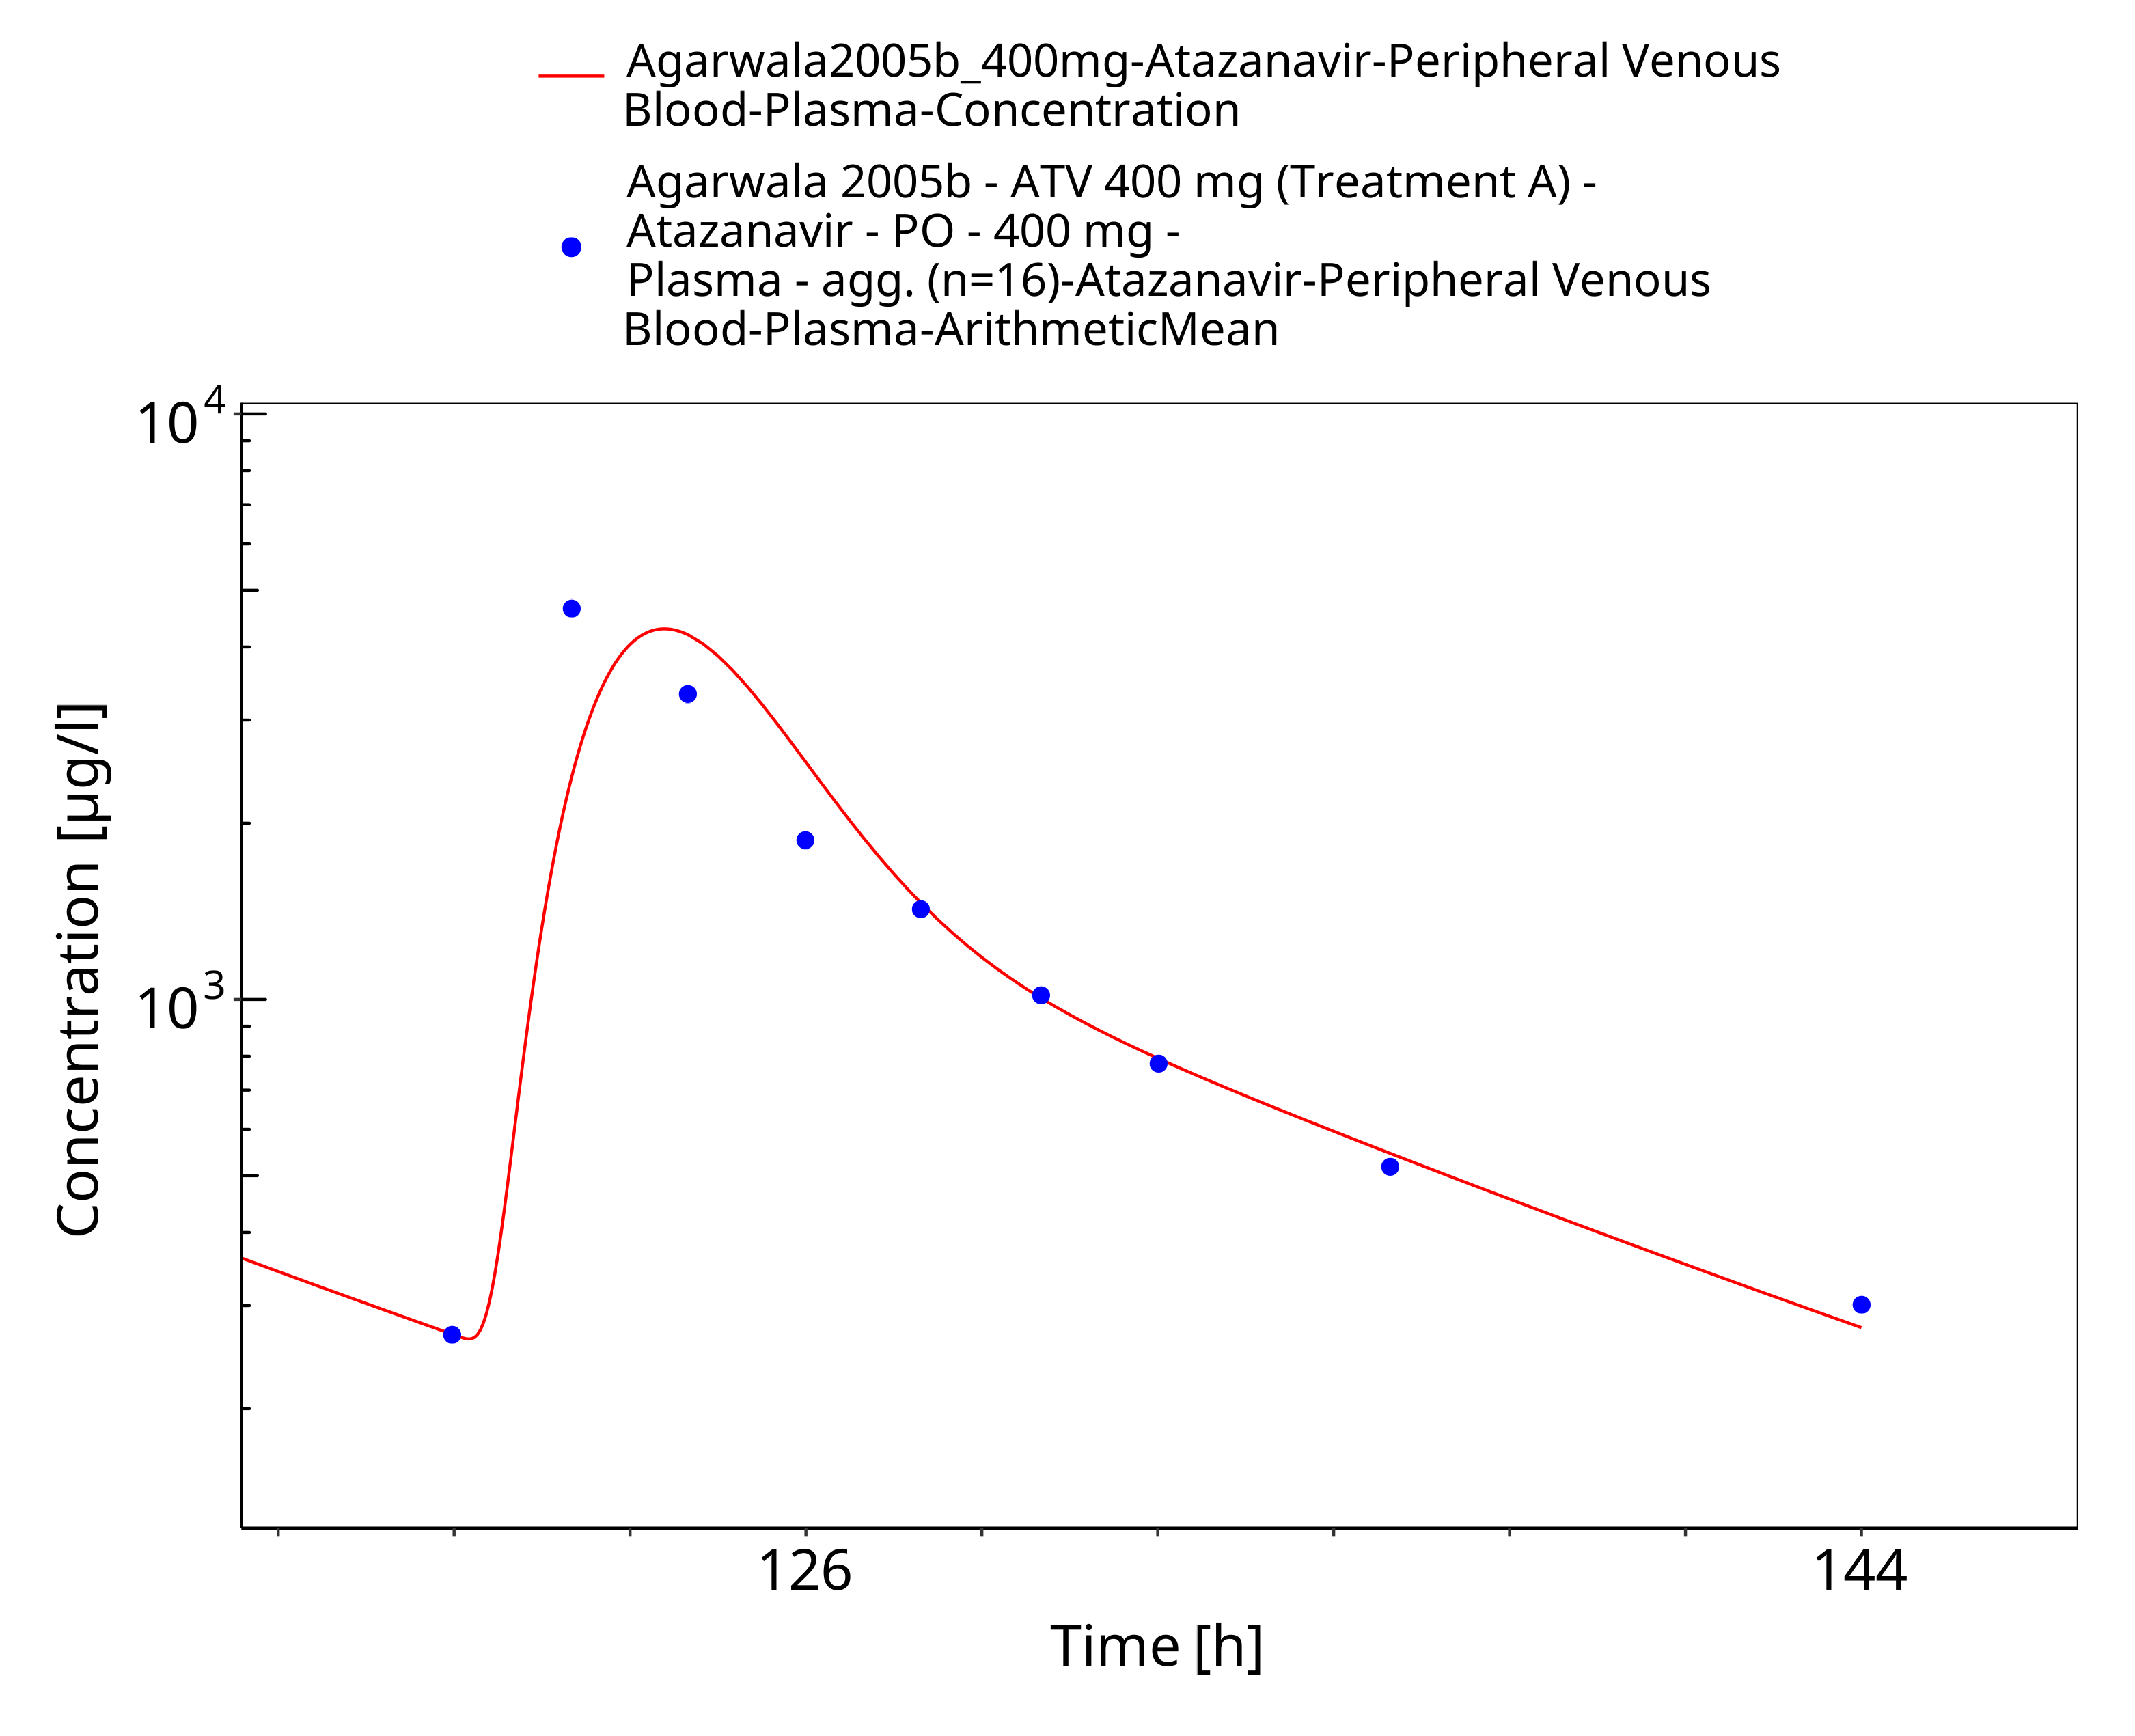 Agarwala2005b_400mg-Atazanavir-Peripheral Venous
Blood-Plasma-Concentration
Agarwala 2005b - ATV 400 mg (Treatment A) -
Atazanavir - PO - 400 mg -
Plasma - agg. (n=16)-Atazanavir-Peripheral Venous
Blood-Plasma-ArithmeticMean
10^4
10^3
Concentration [µg/l]
126 144
Time [h]